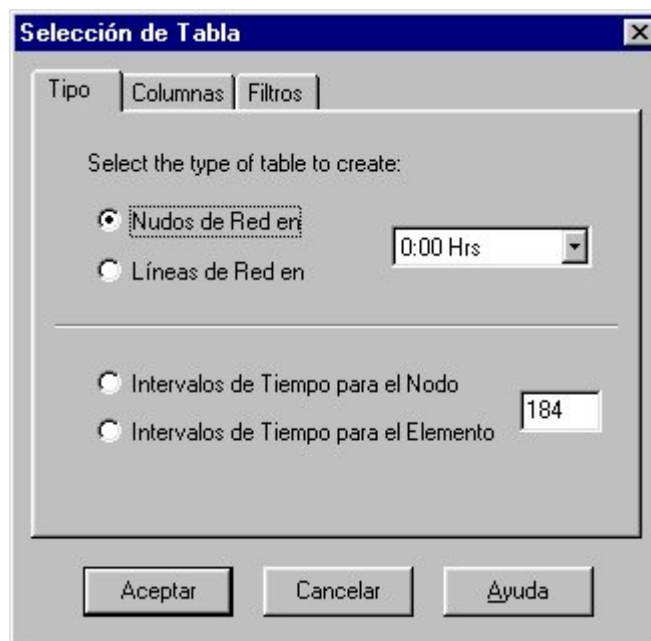 Selección de Tabla
Tipo Columnas Filtros
Select the type of table to create:
Nudos de Red en
0:00 Hrs
Líneas de Red en
Intervalos de Tiempo para el Nodo
184
Intervalos de Tiempo para el Elemento
Aceptar Cancelar Ayuda